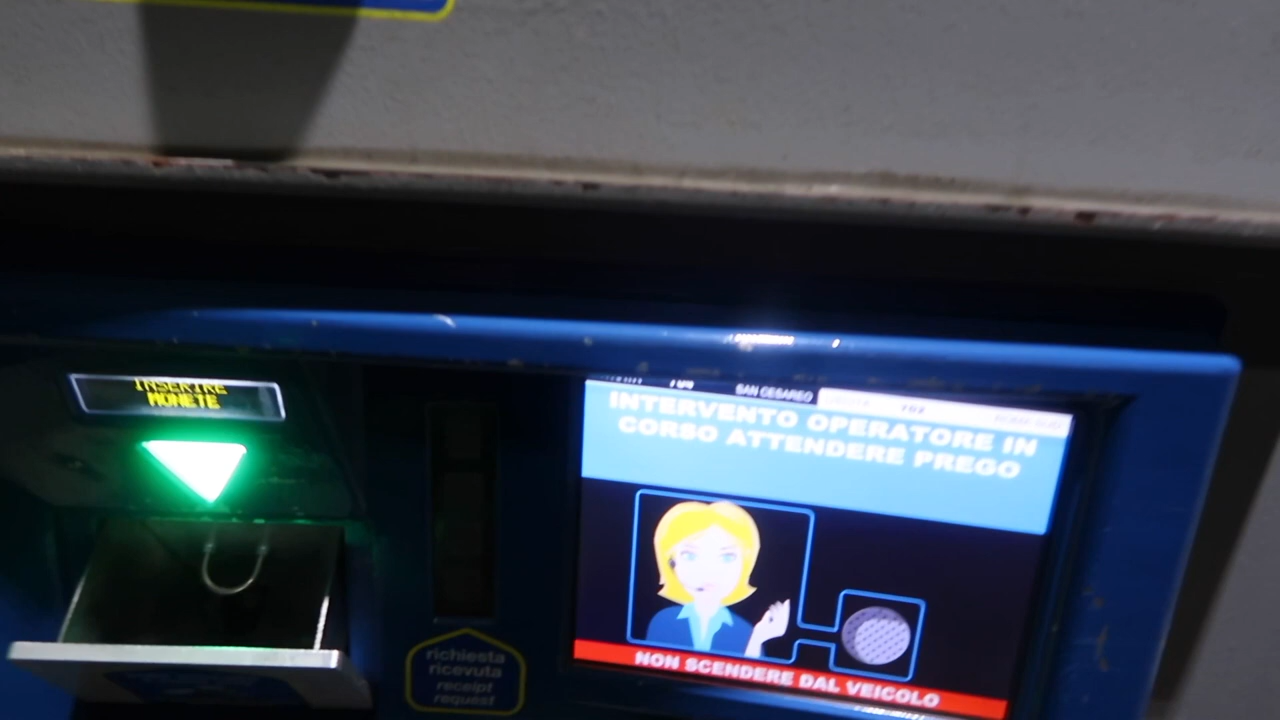 INSERIRE
MONETE
SAN CESAREO
INTERVENTO OPERATORE IN
CORSO ATTENDERE PREGO
NON SCENDERE DAL VEICOLO
richiesta
ricevuta
receipt
request